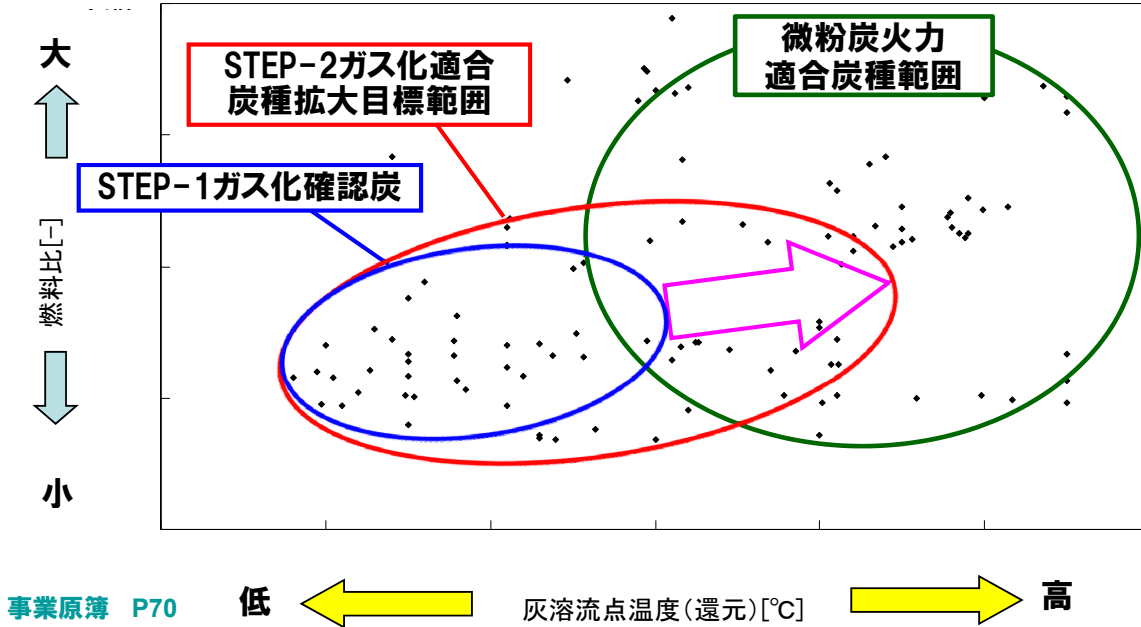 大
STEP-2ガス化適合
炭種拡大目標範囲
微粉炭火力
適合炭種範囲
STEP-1ガス化確認炭
燃料比[-]
小
事業原簿 P70
低
灰溶流点温度(還元)[℃]
高